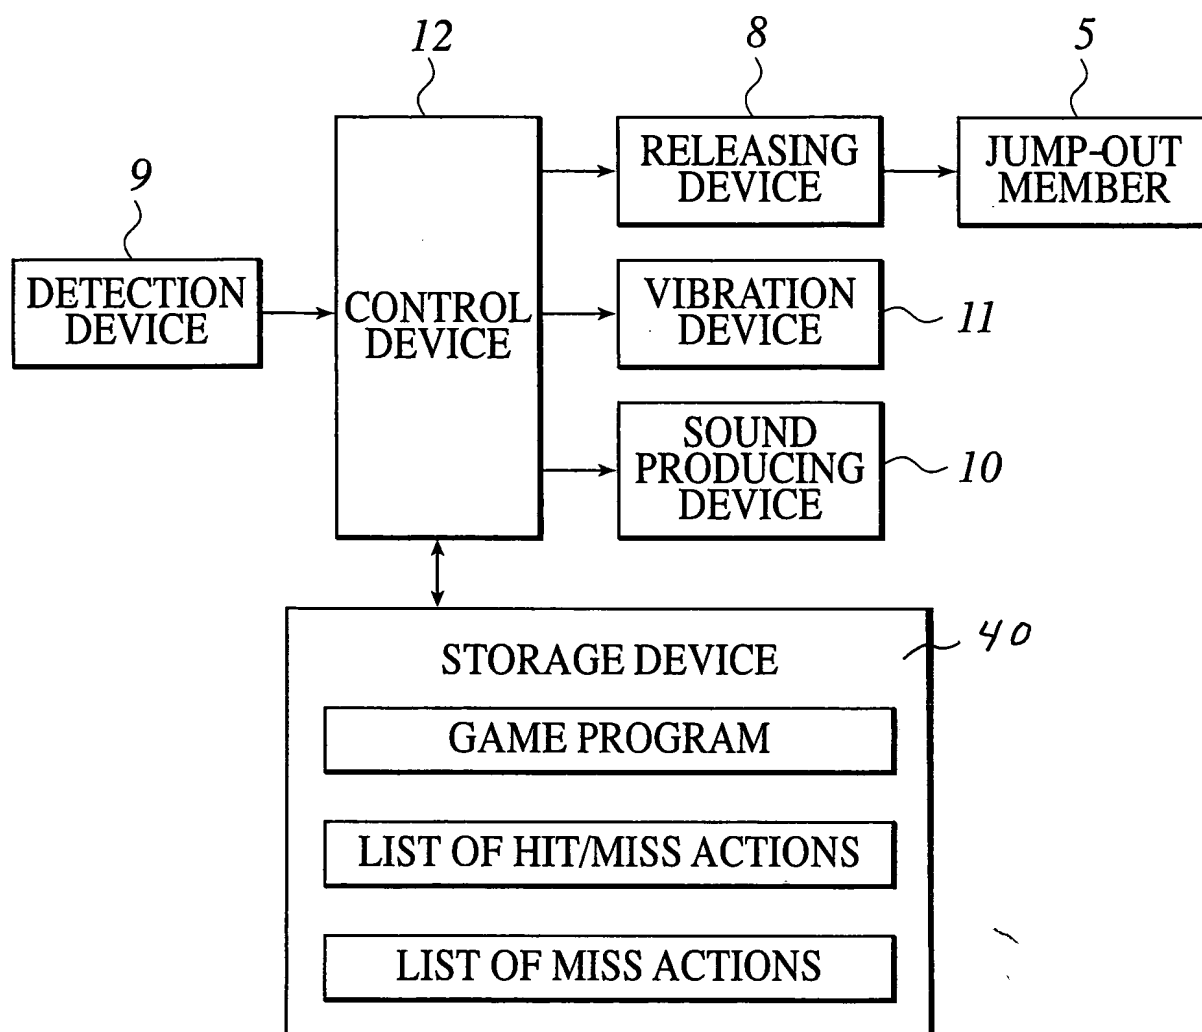 12
8
5
RELEASING
DEVICE
JUMP-OUT
MEMBER
9
DETECTION
DEVICE
CONTROL
DEVICE
VIBRATION
DEVICE
11
SOUND
PRODUCING
DEVICE
10
STORAGE DEVICE
40
GAME PROGRAM
LIST OF HIT/MISS ACTIONS
LIST OF MISS ACTIONS